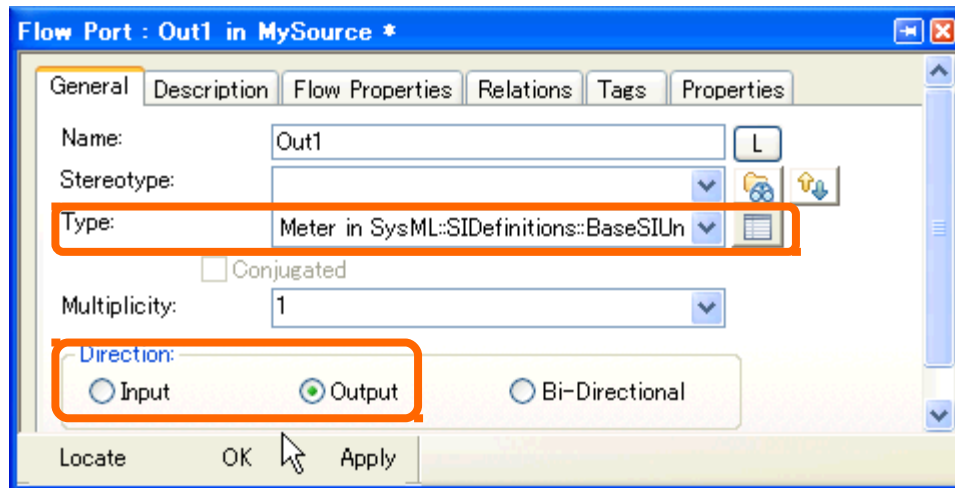 Flow Port : Out1 in MySource *
General Description Flow Properties Relations Tags Properties
Name: Out1 L
Stereotype:
Type: Meter in SysML::SIDefinitions::BaseSIUn
Conjugated
Multiplicity: 1
Direction:
Input Output Bi-Directional
Locate OK Apply